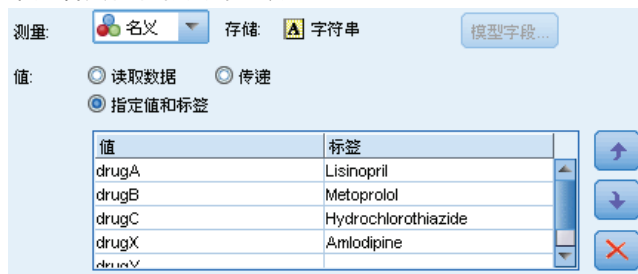 测量: 名义 存储: A 字符串 模型字段...
值: 读取数据 传递
指定值和标签
值 标签
drugA Lisinopril
drugB Metoprolol
drugC Hydrochlorothiazide
drugX Amlodipine